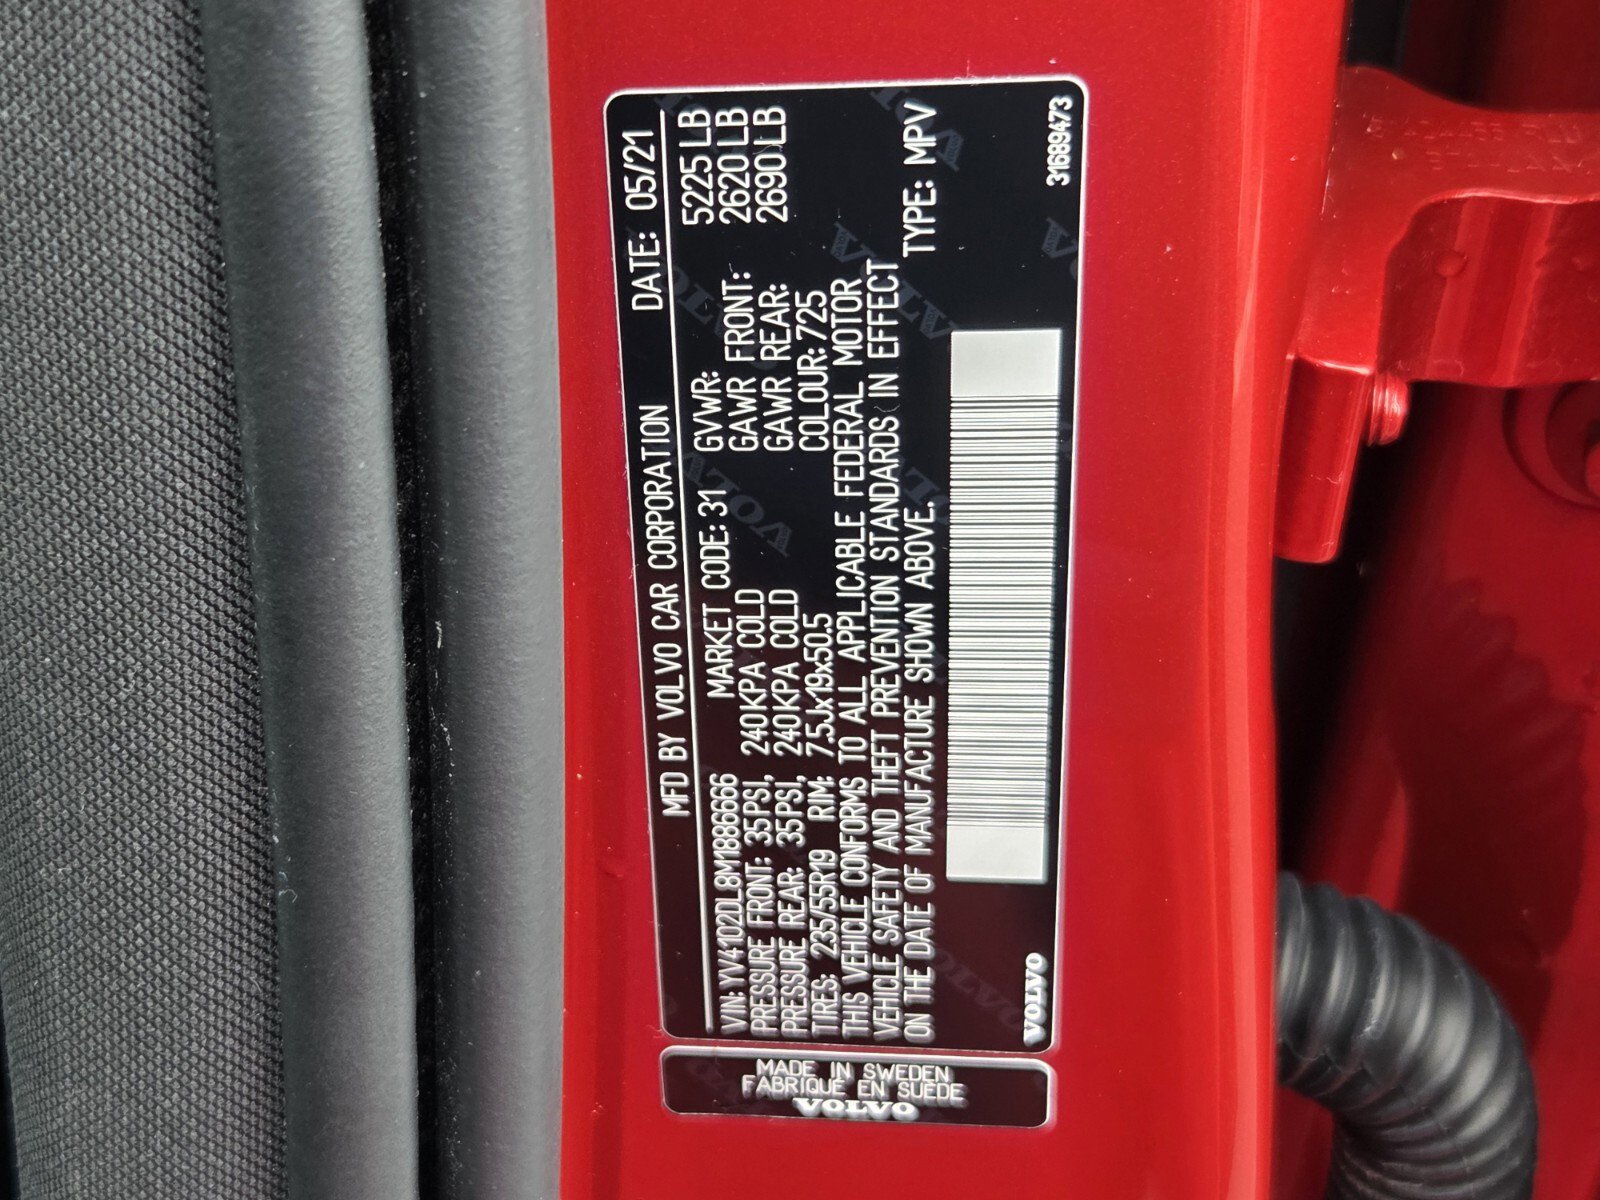 MFD BY VOLVO CAR CORPORATION DATE: 05/21
VIN: YV4102DL8M1886666 MARKET CODE: 31 GVWR: 5225 LB
PRESSURE FRONT: 35PSI, 240KPA COLD GAWR FRONT: 2620 LB
PRESSURE REAR: 35PSI, 240KPA COLD GAWR REAR: 2690 LB
TIRES: 235/55R19 RIM: 7.5Jx19x50.5 COLOUR: 725
THIS VEHICLE CONFORMS TO ALL APPLICABLE FEDERAL MOTOR
VEHICLE SAFETY AND THEFT PREVENTION STANDARDS IN EFFECT
ON THE DATE OF MANUFACTURE SHOWN ABOVE. TYPE: MPV
VOLVO 31689473
MADE IN SWEDEN
FABRIQUÉ EN SUÈDE
VOLVO